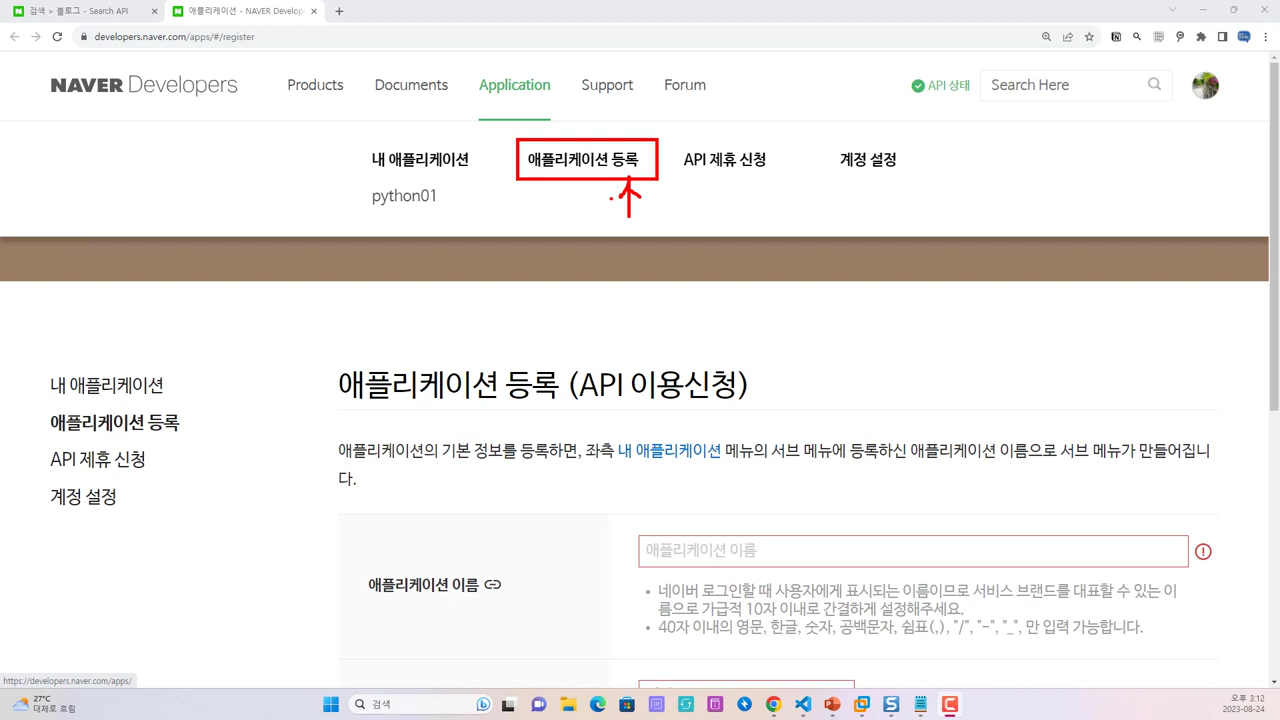 검색 > 블로그 - Search API
애플리케이션 - NAVER Develop
developers.naver.com/apps/#/register
NAVER Developers
Products
Documents
Application
Support
Forum
API 상태
Search Here
내 애플리케이션
애플리케이션 등록
API 제휴 신청
계정 설정
python01
내 애플리케이션
애플리케이션 등록
API 제휴 신청
계정 설정
애플리케이션 등록 (API 이용신청)
애플리케이션의 기본 정보를 등록하면, 좌측 내 애플리케이션 메뉴의 서브 메뉴에 등록하신 애플리케이션 이름으로 서브 메뉴가 만들어집니
다.
애플리케이션 이름
애플리케이션 이름
네이버 로그인할 때 사용자에게 표시되는 이름이므로 서비스 브랜드를 대표할 수 있는 이
름으로 가급적 10자 이내로 간결하게 설정해주세요.
40자 이내의 영문, 한글, 숫자, 공백문자, 쉼표(,), "/", "-", "_", 만 입력 가능합니다.
https://developers.naver.com/apps/
27°C
대체로 흐림
검색
오후 3:12
2023-08-24